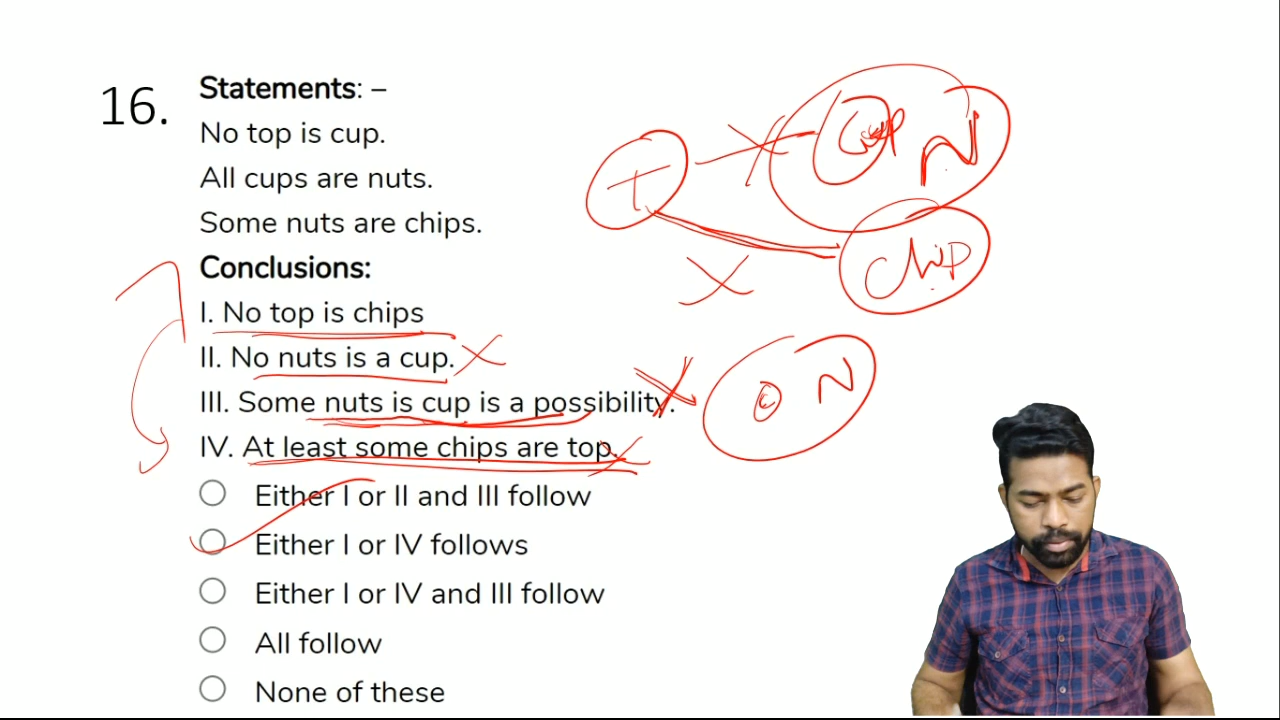 16.
Statements: –
No top is cup.
All cups are nuts.
Some nuts are chips.
Conclusions:
I. No top is chips
II. No nuts is a cup.
III. Some nuts is cup is a possibility.
IV. At least some chips are top.
Either I or II and III follow
Either I or IV follows
Either I or IV and III follow
All follow
None of these
T
Cup N
Chip
C N